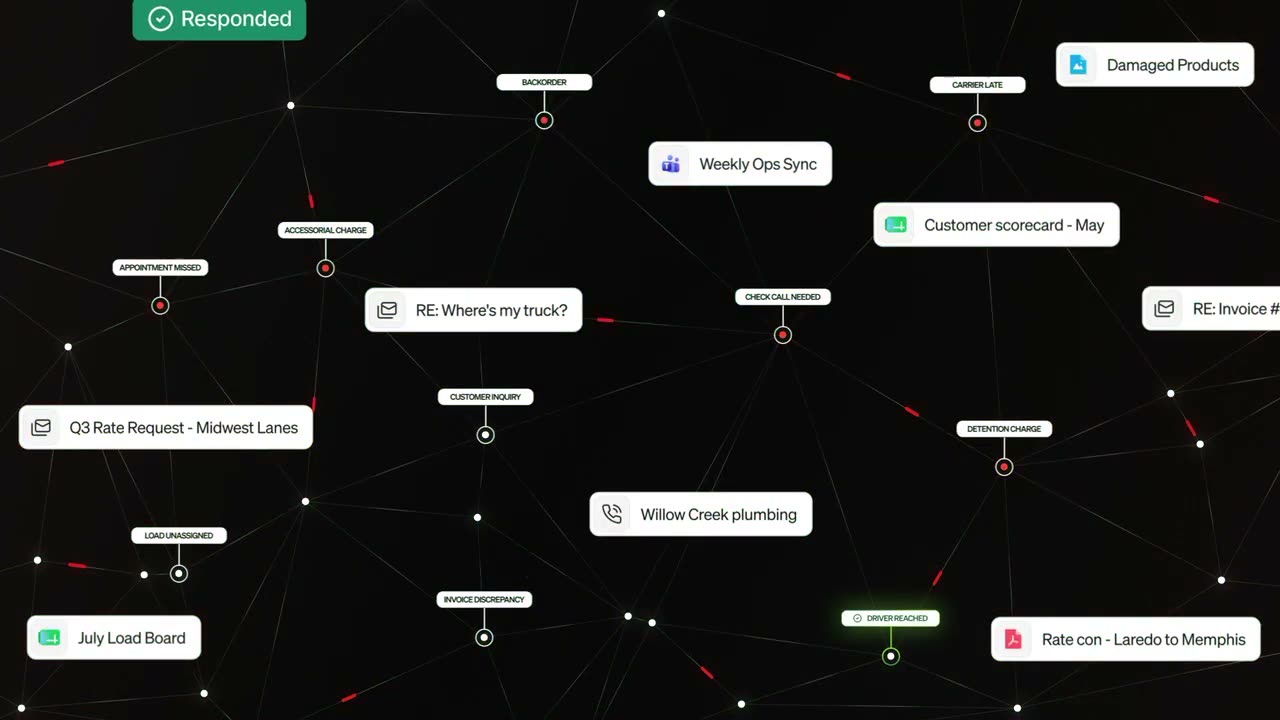 Responded
Damaged Products
BACKORDER
CARRIER LATE
Weekly Ops Sync
Customer scorecard - May
ACCESSORIAL CHARGE
APPOINTMENT MISSED
RE: Where's my truck?
CHECK CALL NEEDED
RE: Invoice #
CUSTOMER INQUIRY
Q3 Rate Request - Midwest Lanes
DETENTION CHARGE
Willow Creek plumbing
LOAD UNASSIGNED
INVOICE DISCREPANCY
DRIVER REACHED
July Load Board
Rate con - Laredo to Memphis